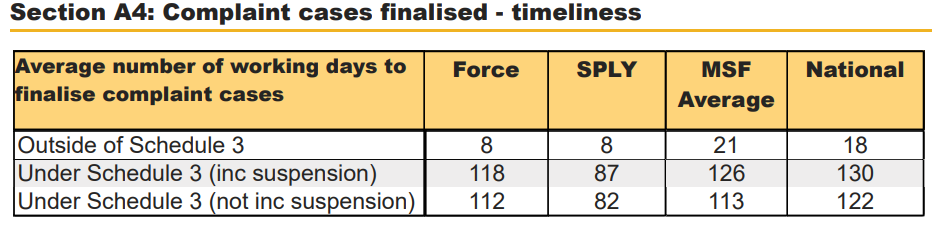 Section A4: Complaint cases finalised - timeliness
Average number of working days to finalise complaint cases Force SPLY MSF Average National
Outside of Schedule 3 8 8 21 18
Under Schedule 3 (inc suspension) 118 87 126 130
Under Schedule 3 (not inc suspension) 112 82 113 122